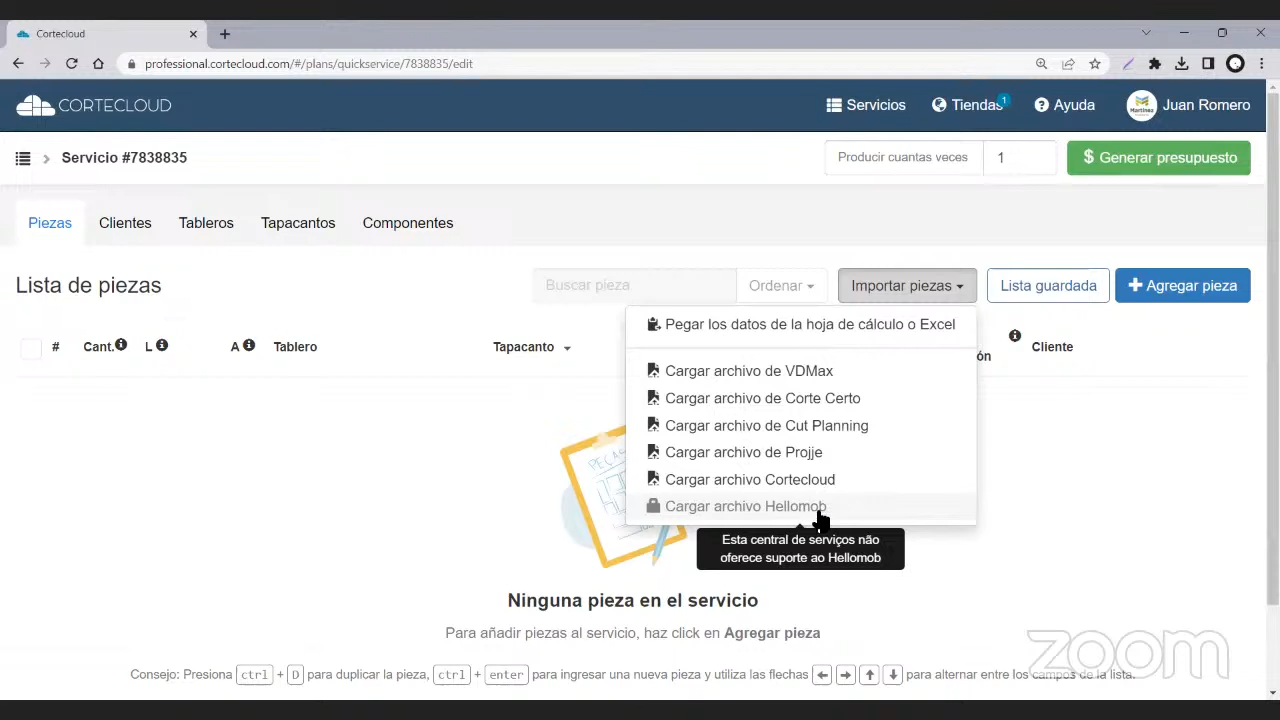 Cortecloud
professional.cortecloud.com/#/plans/quickservice/7838835/edit
CORTECLOUD
Servicios
Tiendas 1
Ayuda
Martinez
Juan Romero
Servicio #7838835
Producir cuantas veces
1
$ Generar presupuesto
Piezas
Clientes
Tableros
Tapacantos
Componentes
Lista de piezas
Buscar pieza
Ordenar
Importar piezas
Lista guardada
+ Agregar pieza
#
Cant.
L
A
Tablero
Tapacanto
ón
Cliente
Pegar los datos de la hoja de cálculo o Excel
Cargar archivo de VDMax
Cargar archivo de Corte Certo
Cargar archivo de Cut Planning
Cargar archivo de Projje
Cargar archivo Cortecloud
Cargar archivo Hellomob
Esta central de serviços não
oferece suporte ao Hellomob
PEÇAS
Ninguna pieza en el servicio
Para añadir piezas al servicio, haz click en Agregar pieza
Consejo: Presiona ctrl + D para duplicar la pieza, ctrl + enter para ingresar una nueva pieza y utiliza las flechas ← → ↑ ↓ para alternar entre los campos de la lista.
zoom